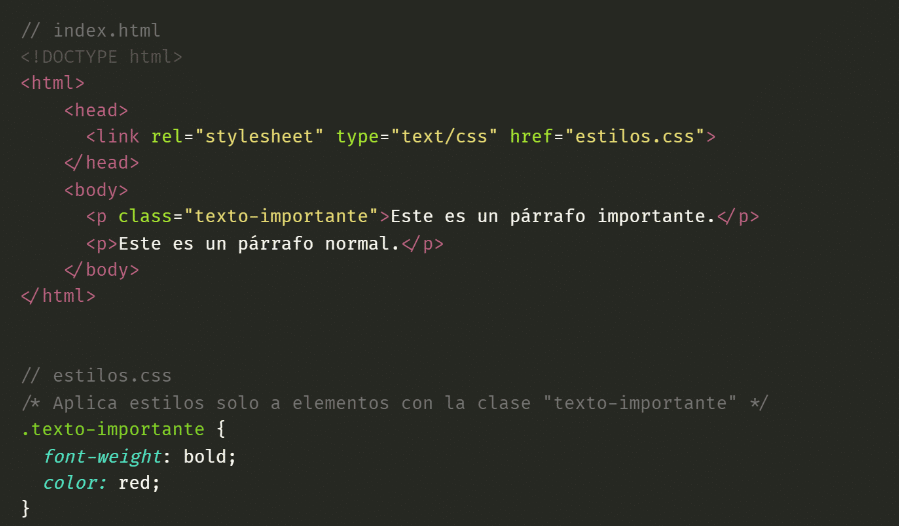 // index.html
<!DOCTYPE html>
<html>
    <head>
      <link rel="stylesheet" type="text/css" href="estilos.css">
    </head>
    <body>
      <p class="texto-importante">Este es un párrafo importante.</p>
      <p>Este es un párrafo normal.</p>
    </body>
</html>
// estilos.css
/* Aplica estilos solo a elementos con la clase "texto-importante" */
.texto-importante {
  font-weight: bold;
  color: red;
}